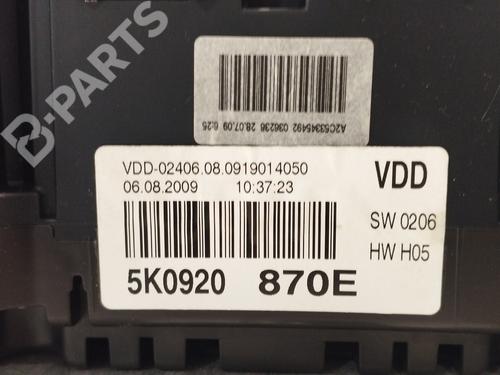 B-PARTS
A2C53345492 036236 28.07.09 6:25
VDD-02406.08.0919014050
06.08.2009 10:37:23
VDD
SW 0206
HW H05
5K0920 870E